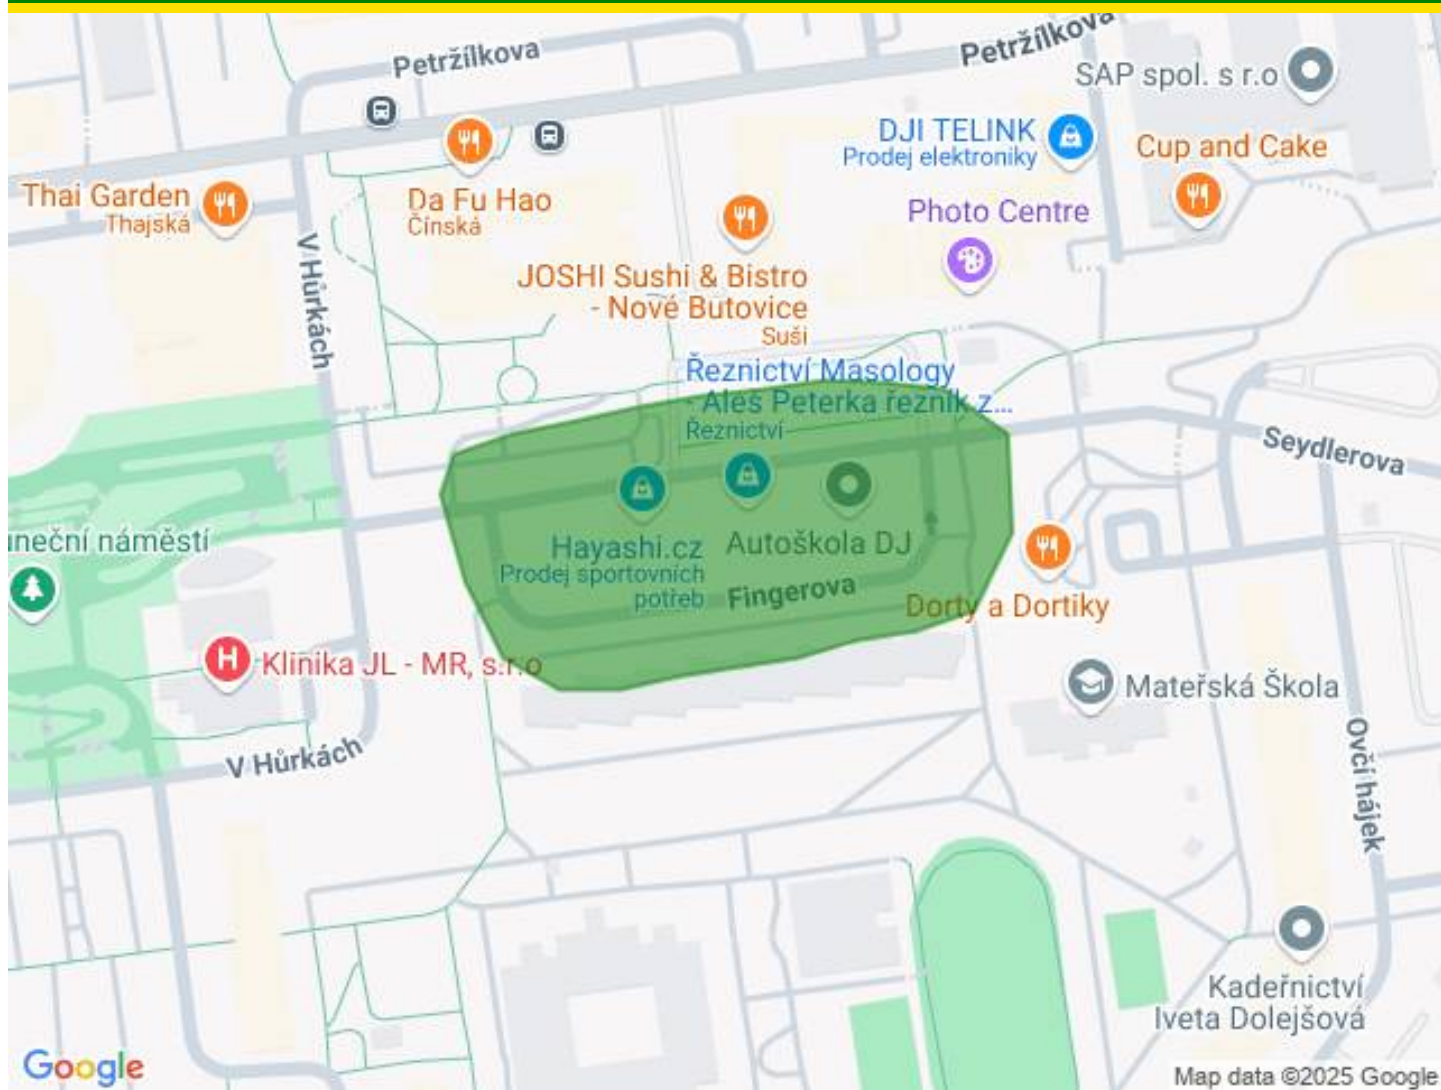 Petržílkova
Petržílkova
SAP spol. s r.o
DJI TELINK
Prodej elektroniky
Cup and Cake
Thai Garden
Thajská
Da Fu Hao
Čínská
Photo Centre
V Hůrkách
JOSHI Sushi & Bistro
- Nové Butovice
Suši
Řeznictví Masology
- Aleš Peterka řezník z...
Řeznictví
Seydlerova
uneční náměstí
Hayashi.cz
Prodej sportovních
potřeb
Autoškola DJ
Fingerova
Dorty a Dortiky
Klinika JL - MR, s.r.o
Mateřská Škola
V Hůrkách
Ovčí hájek
Kadeřnictví
Iveta Dolejšová
Google
Map data ©2025 Google